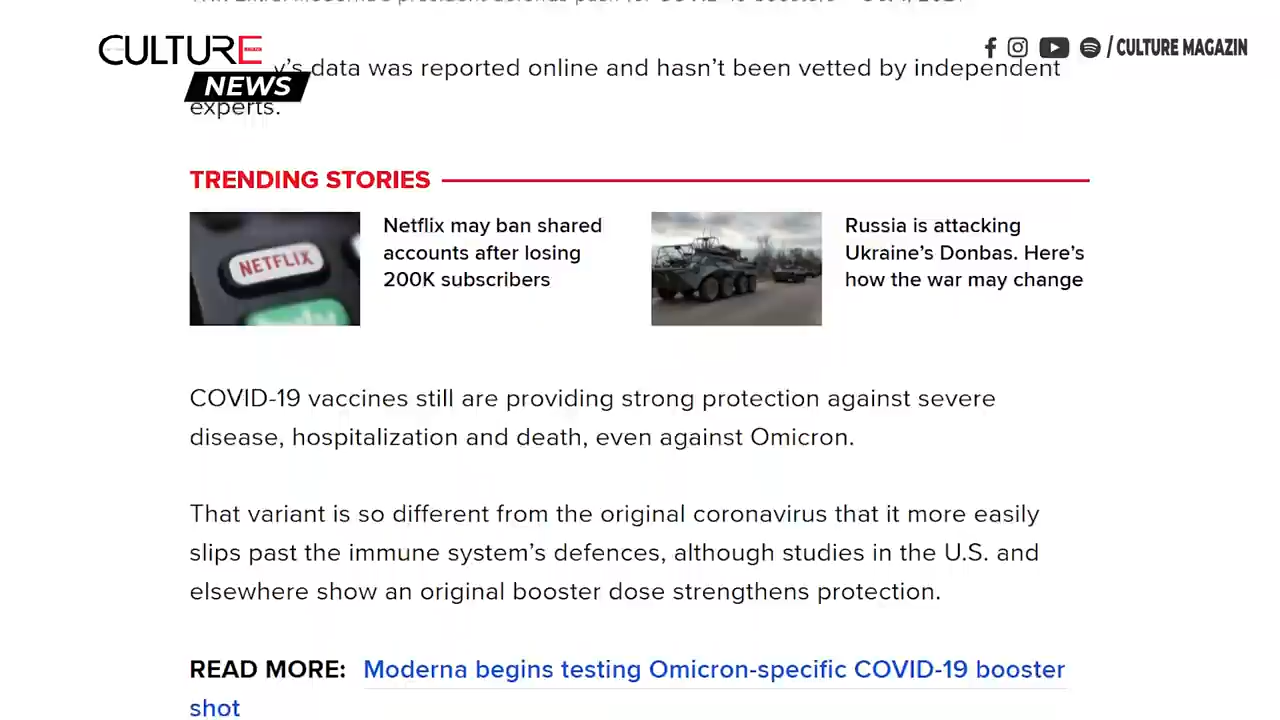 CULTURE
NEWS
/ CULTURE MAGAZIN
y's data was reported online and hasn't been vetted by independent
experts.
TRENDING STORIES
NETFLIX
Netflix may ban shared
accounts after losing
200K subscribers
Russia is attacking
Ukraine's Donbas. Here's
how the war may change
COVID-19 vaccines still are providing strong protection against severe
disease, hospitalization and death, even against Omicron.
That variant is so different from the original coronavirus that it more easily
slips past the immune system's defences, although studies in the U.S. and
elsewhere show an original booster dose strengthens protection.
READ MORE: Moderna begins testing Omicron-specific COVID-19 booster
shot